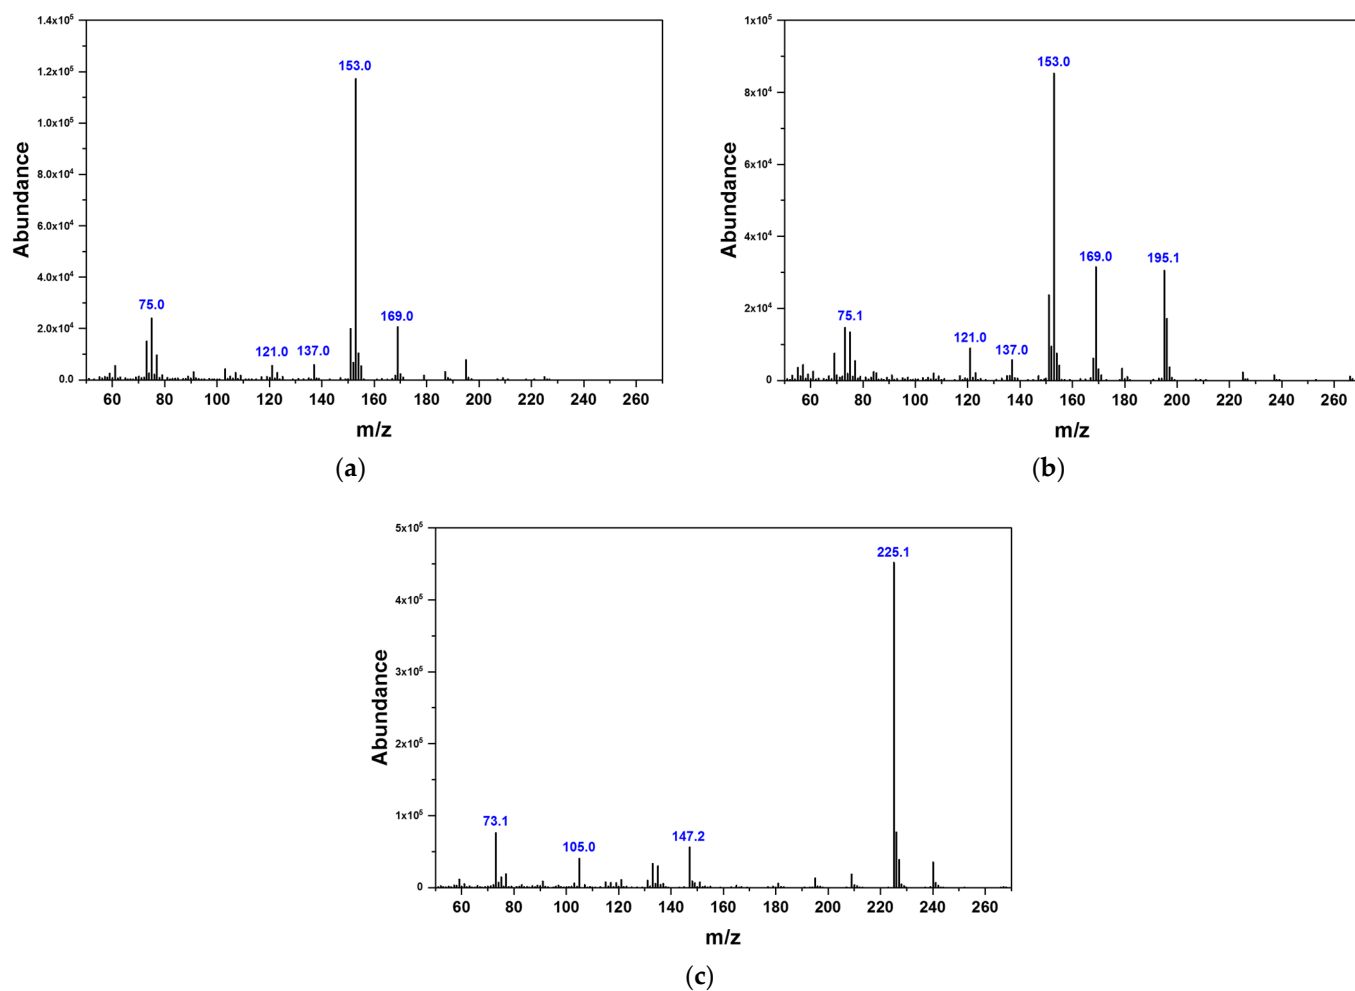 1.4x10⁵
1.2x10⁵
1.0x10⁵
8.0x10⁴
6.0x10⁴
4.0x10⁴
2.0x10⁴
0.0
Abundance
153.0
75.0
121.0
137.0
169.0
60 80 100 120 140 160 180 200 220 240 260
m/z
(a)
1x10⁵
8x10⁴
6x10⁴
4x10⁴
2x10⁴
0
Abundance
153.0
169.0
195.1
75.1
121.0
137.0
60 80 100 120 140 160 180 200 220 240 260
m/z
(b)
5x10⁵
4x10⁵
3x10⁵
2x10⁵
1x10⁵
0
Abundance
225.1
73.1
105.0
147.2
60 80 100 120 140 160 180 200 220 240 260
m/z
(c)